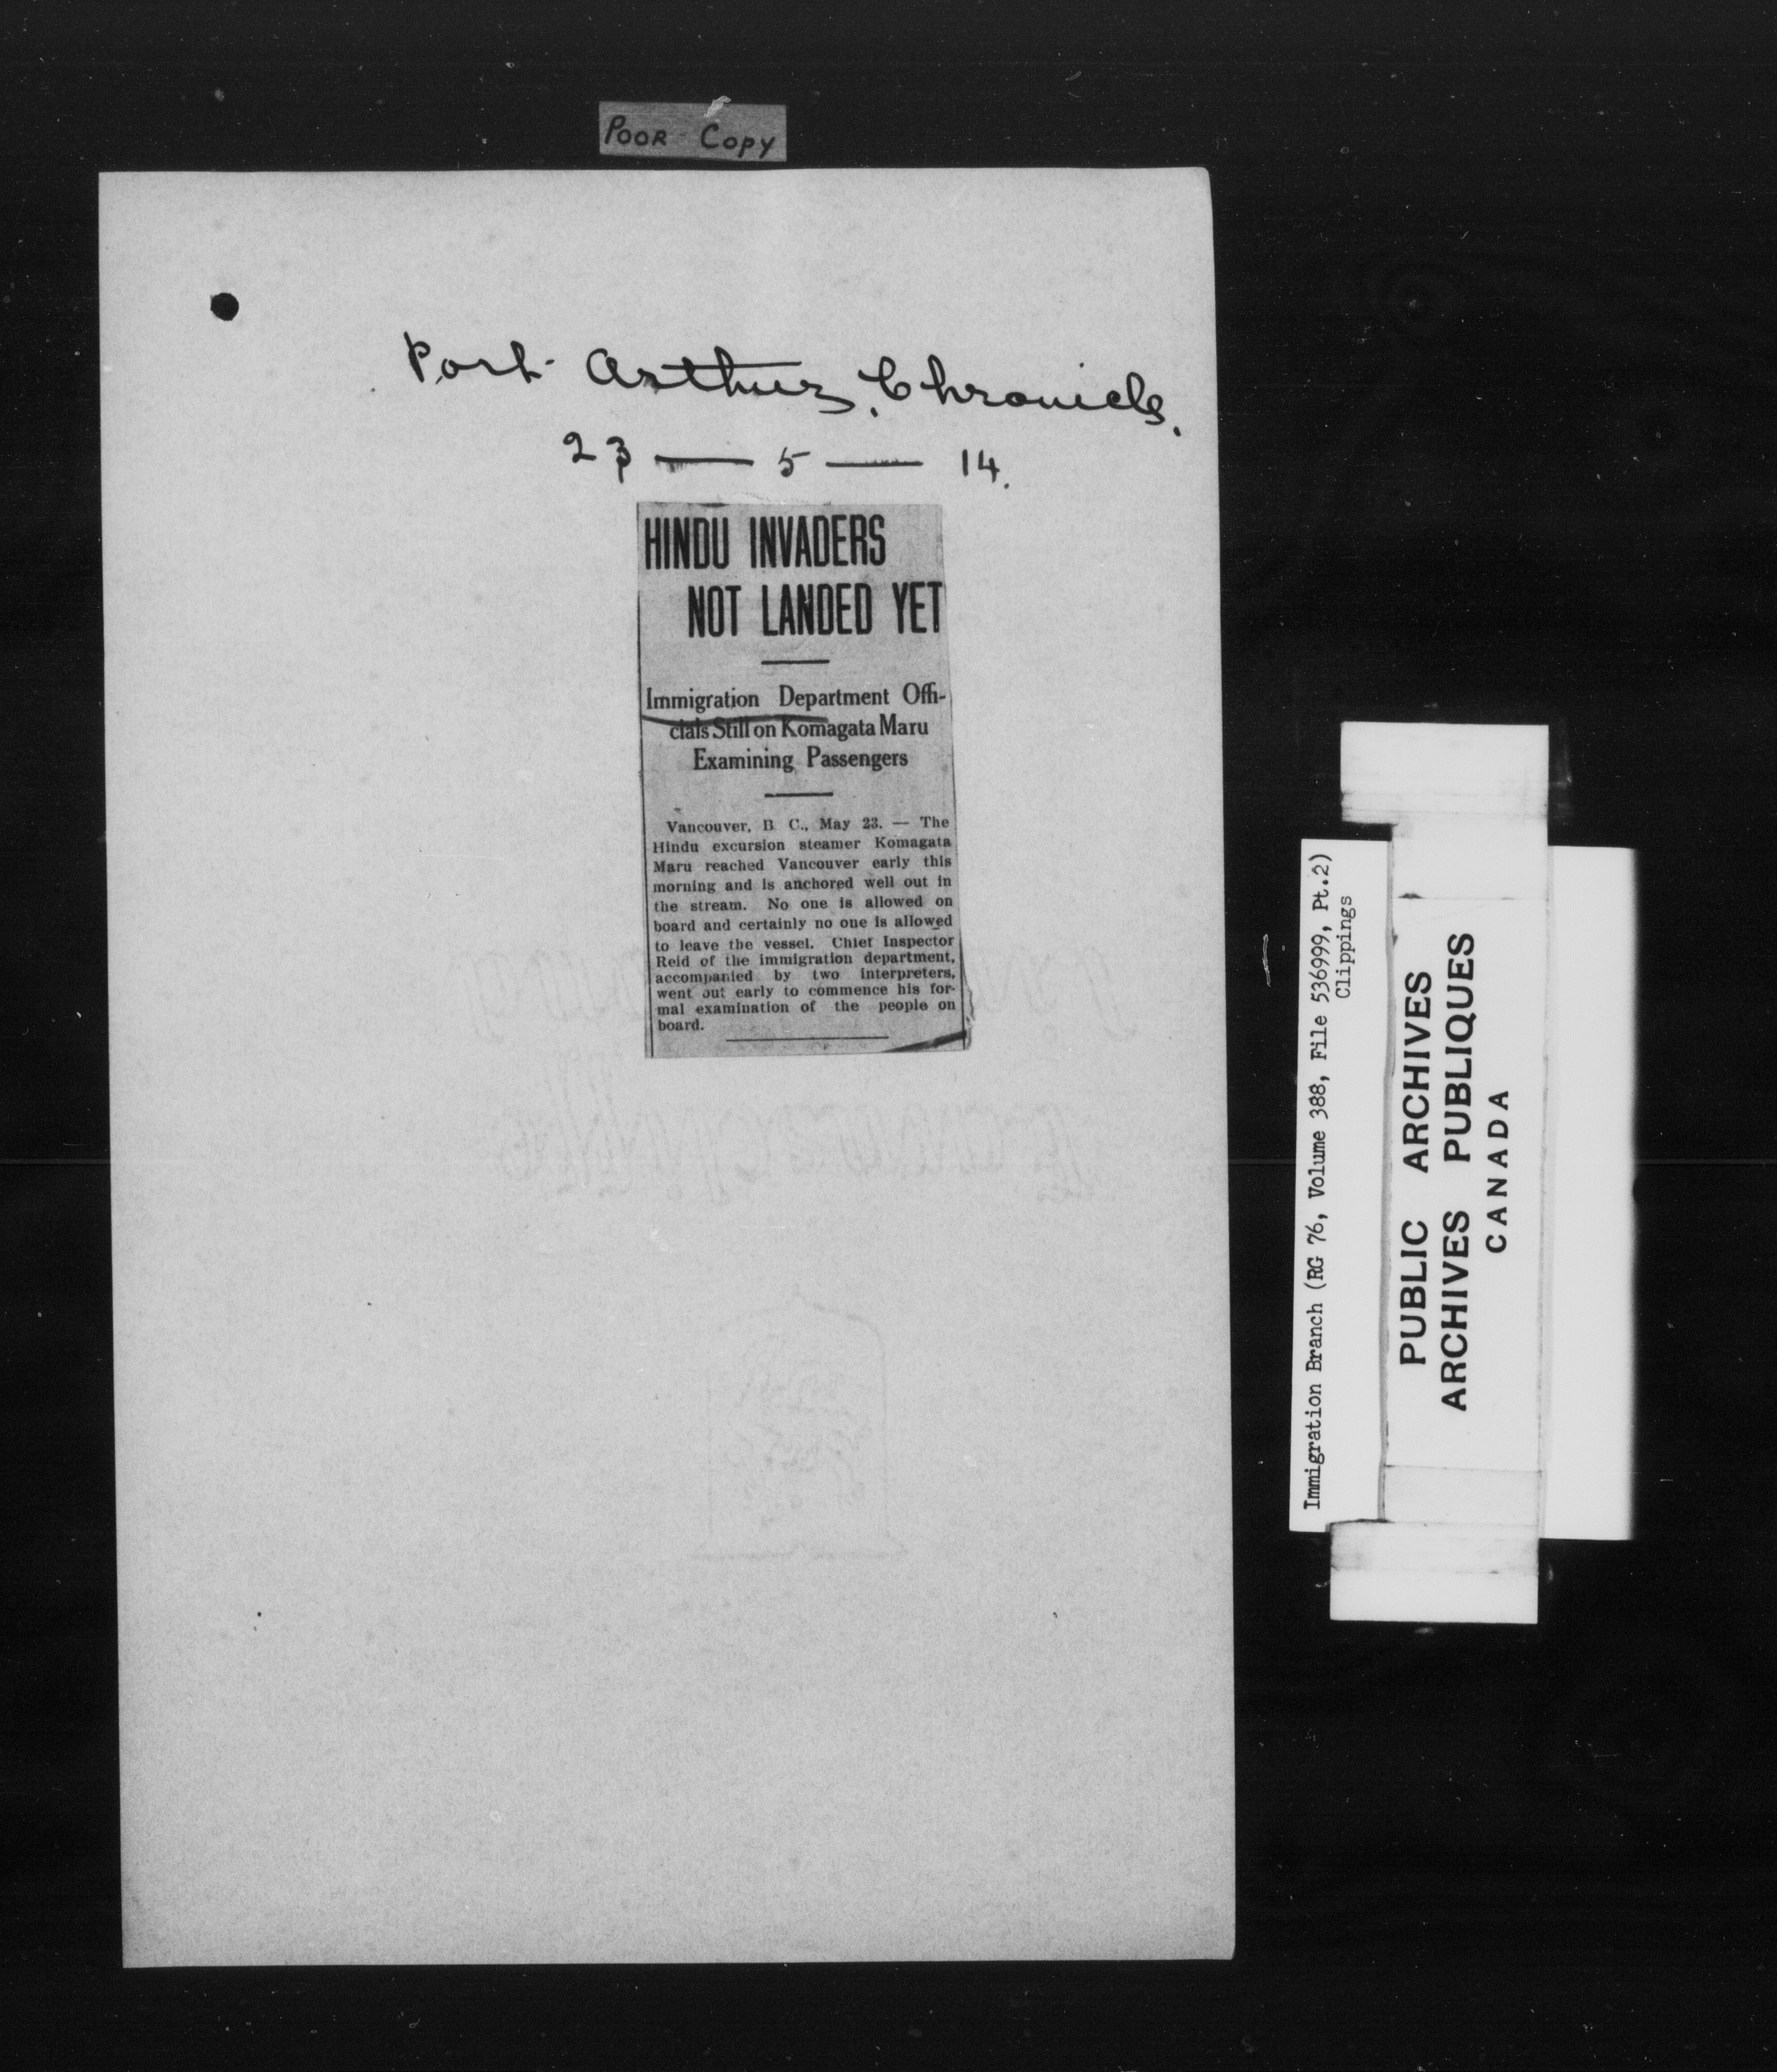 POOR COPY
Port Arthur, Chronicle.
23 — 5 — 14.
HINDU INVADERS
NOT LANDED YET
Immigration Department Offi-
cials Still on Komagata Maru
Examining Passengers
Vancouver, B C., May 23. — The
Hindu excursion steamer Komagata
Maru reached Vancouver early this
morning and is anchored well out in
the stream. No one is allowed on
board and certainly no one is allowed
to leave the vessel. Chief Inspector
Reid of the immigration department,
accompanied by two interpreters,
went out early to commence his for-
mal examination of the people on
board.
Immigration Branch (RG 76, Volume 388, File 536999, Pt.2)
Clippings
PUBLIC ARCHIVES
ARCHIVES PUBLIQUES
CANADA